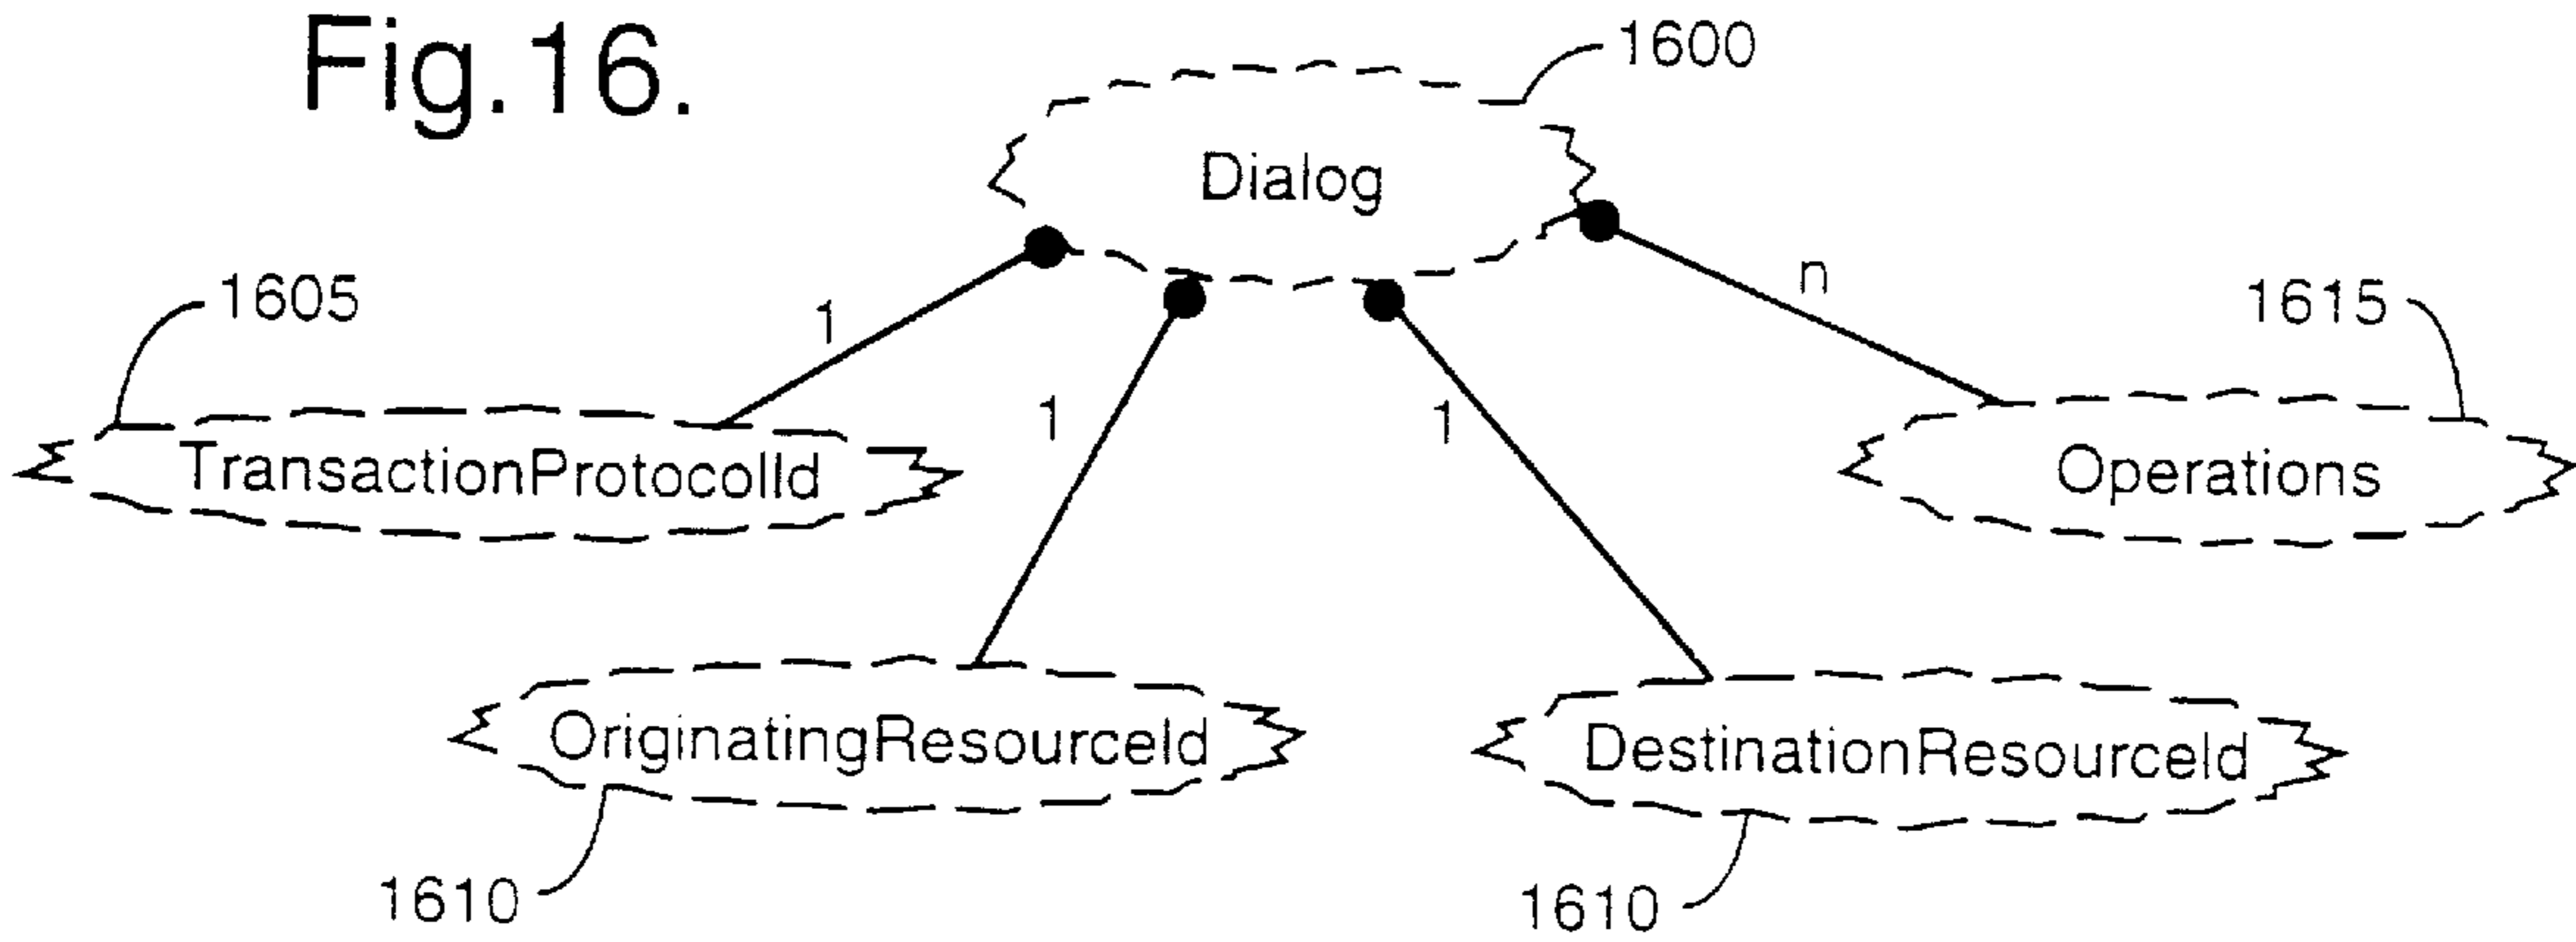 Fig.16.
1600
Dialog
1605
1
1
1
n
1615
TransactionProtocolId
Operations
OriginatingResourceId
DestinationResourceId
1610
1610